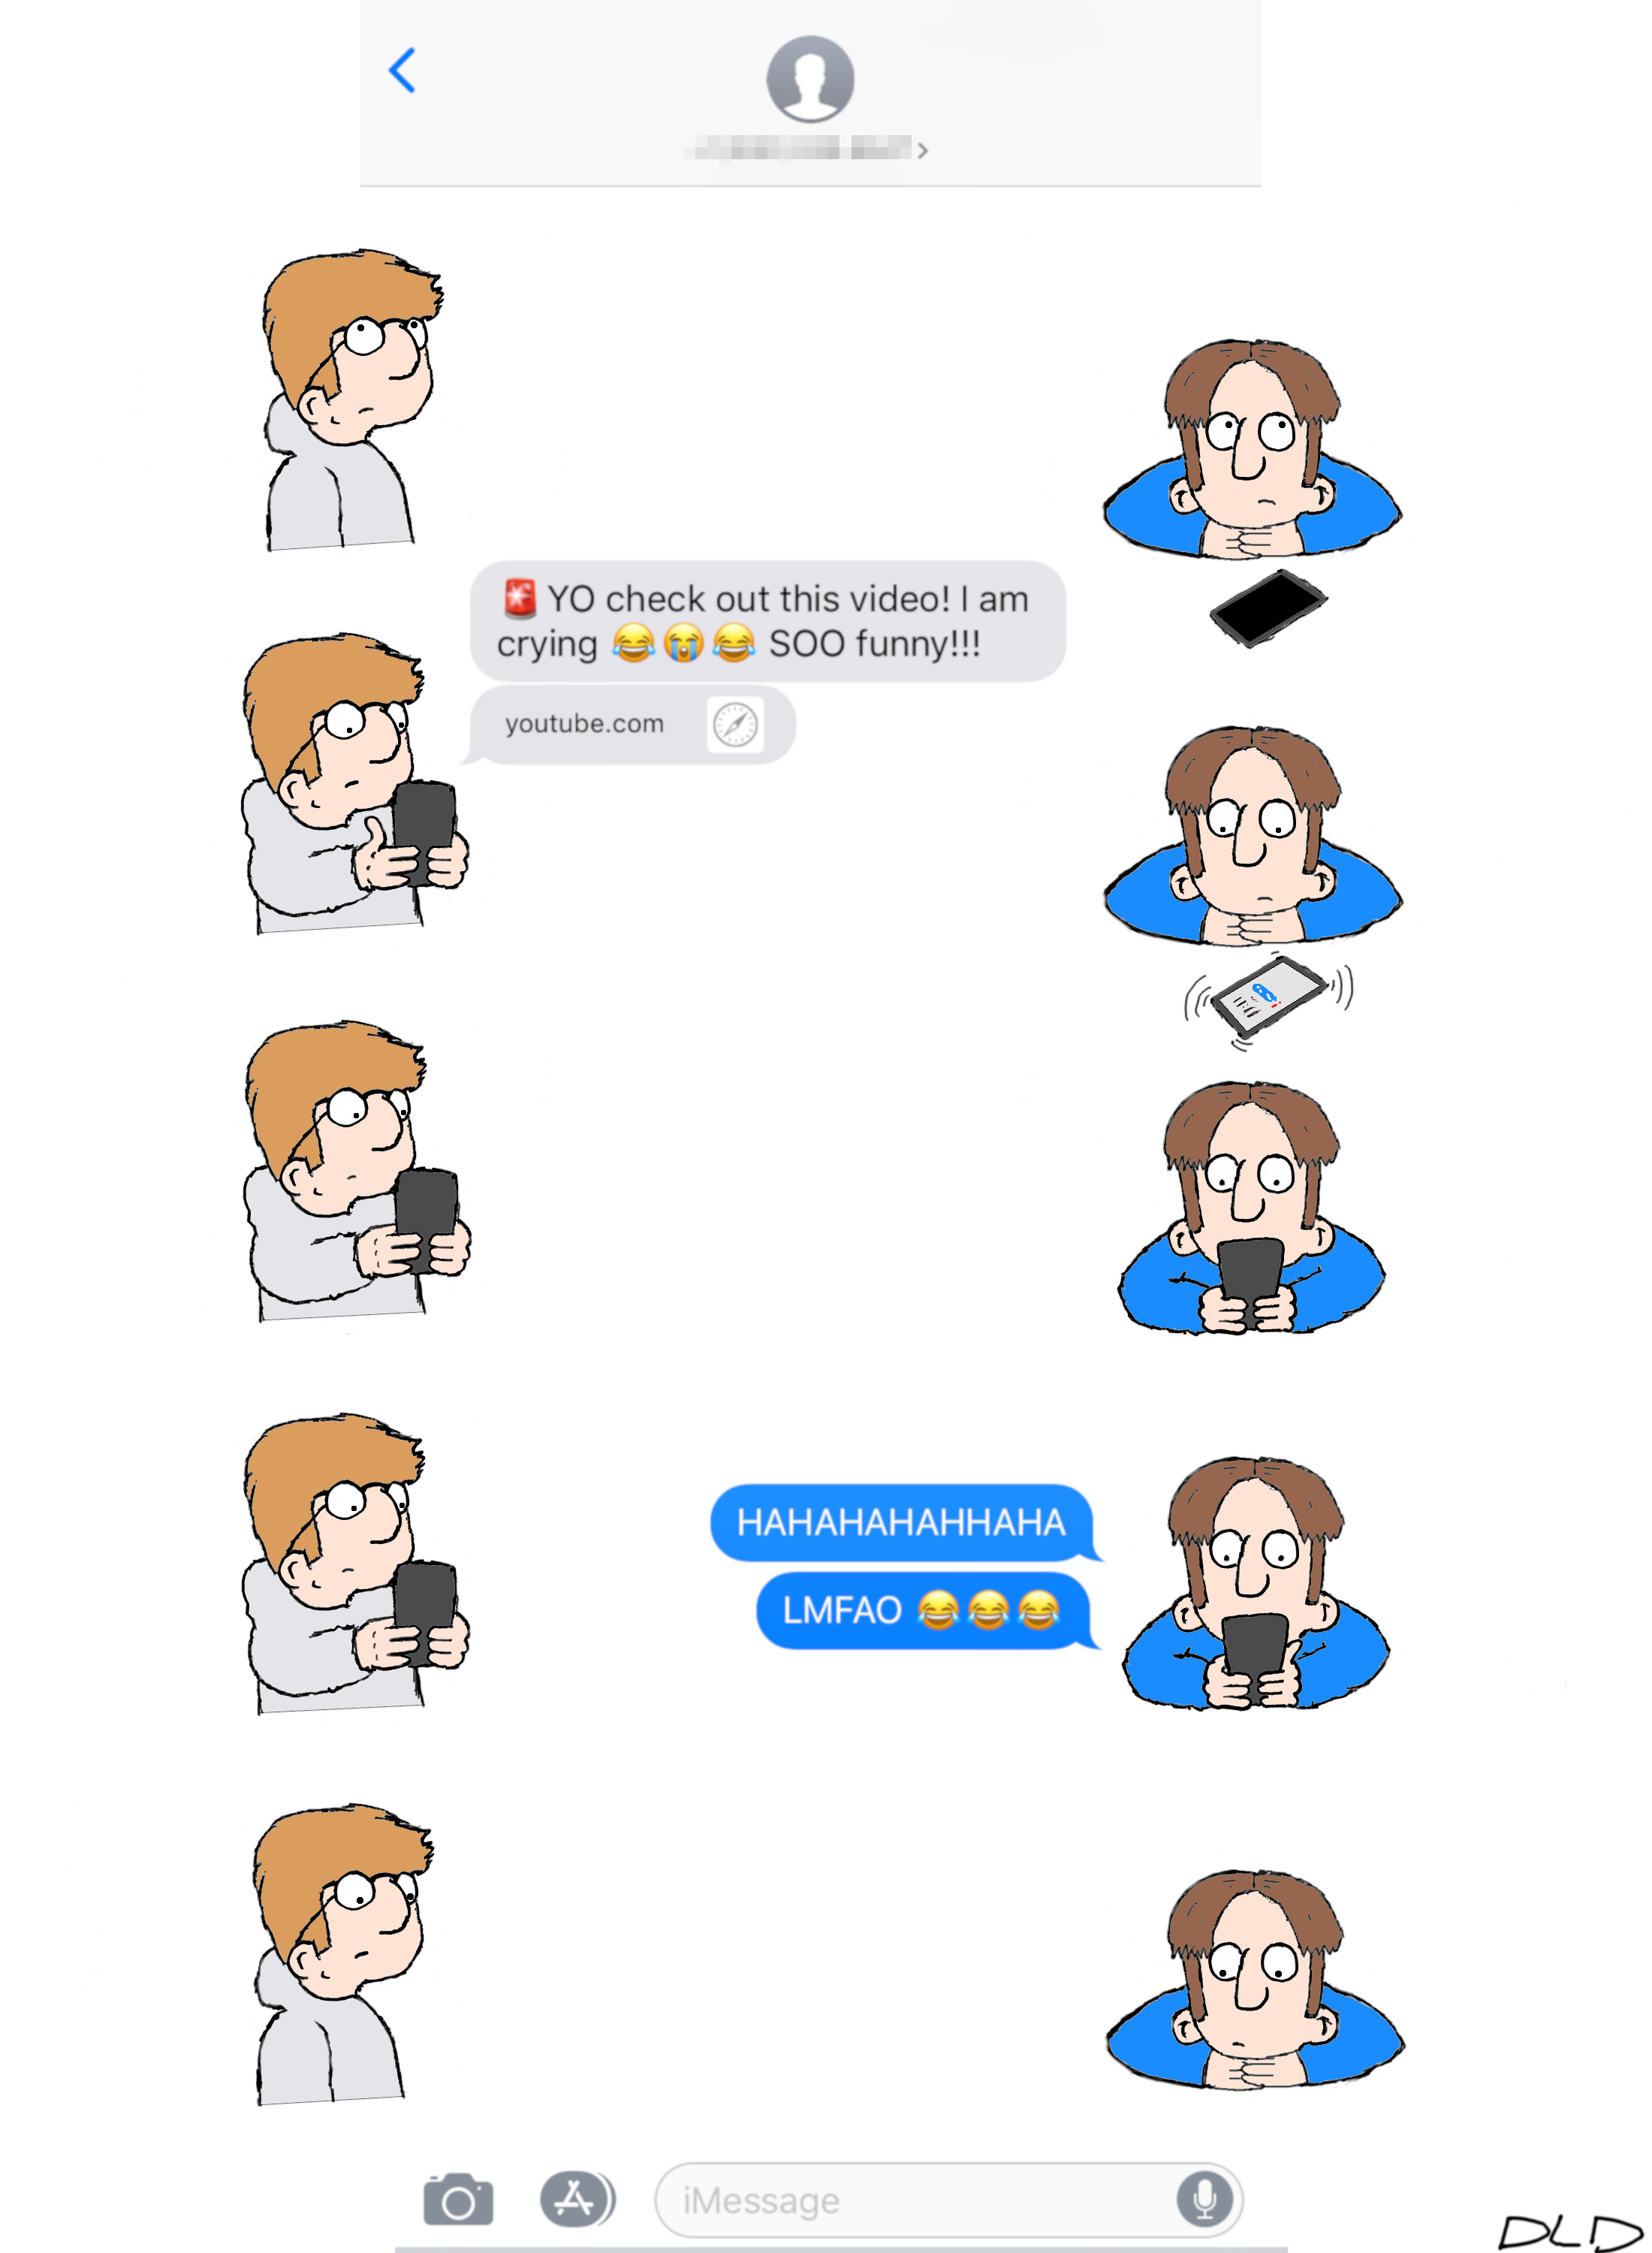 🚨 YO check out this video! I am
crying 😂😭😂 SOO funny!!!
youtube.com
HAHAHAHAHHAHA
LMFAO 😂😂😂
iMessage
DLD